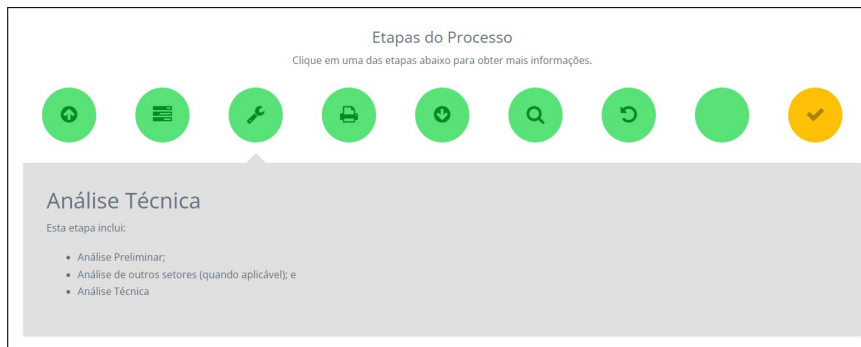 Etapas do Processo
Clique em uma das etapas abaixo para obter mais informações.
Análise Técnica
Esta etapa inclui:
• Análise Preliminar;
• Análise de outros setores (quando aplicável); e
• Análise Técnica